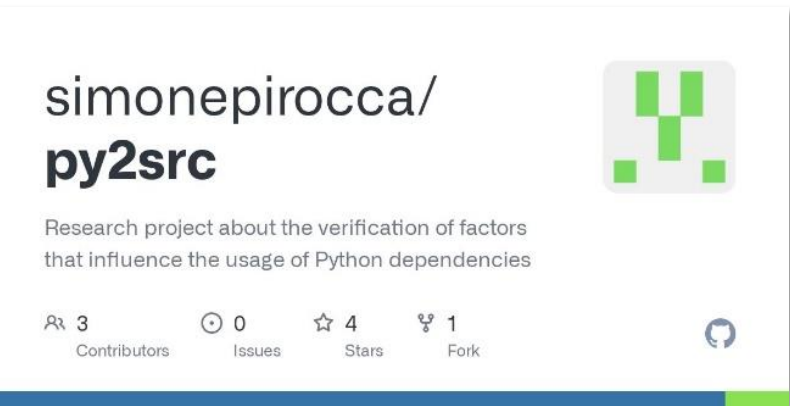 simonepirocca/
py2src
Research project about the verification of factors
that influence the usage of Python dependencies
3
Contributors
0
Issues
4
Stars
1
Fork